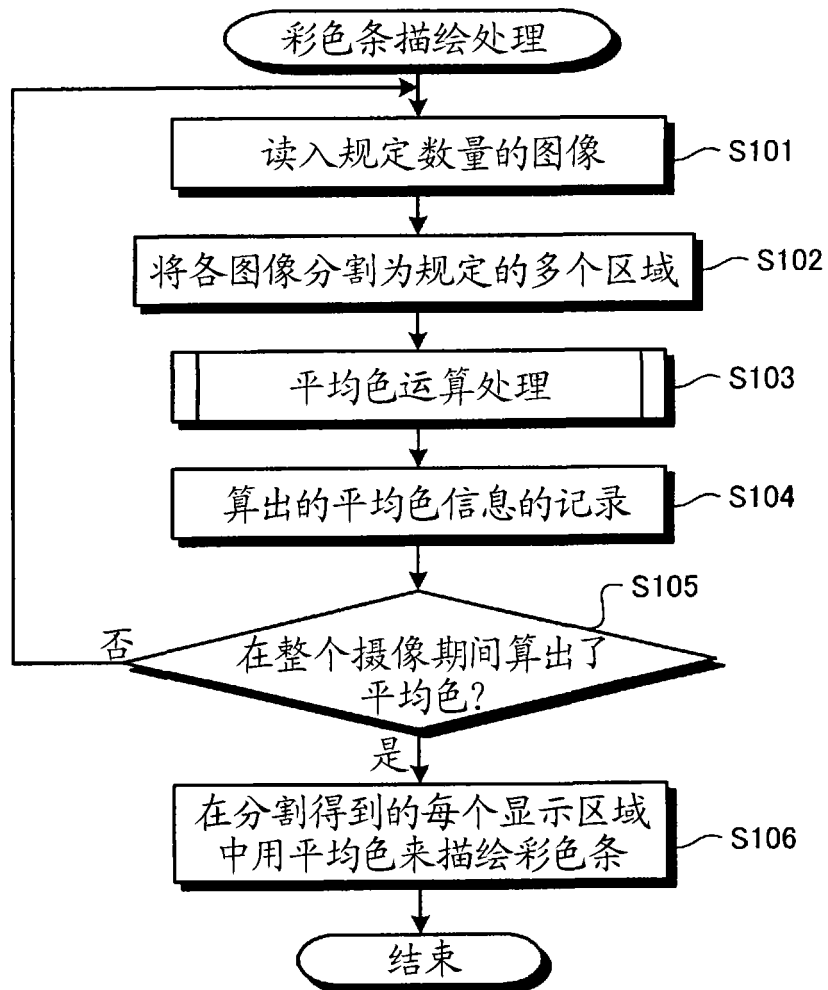 彩色条描绘处理
读入规定数量的图像
S101
将各图像分割为规定的多个区域
S102
平均色运算处理
S103
算出的平均色信息的记录
S104
S105
否
在整个摄像期间算出了
平均色?
是
在分割得到的每个显示区域
中用平均色来描绘彩色条
S106
结束